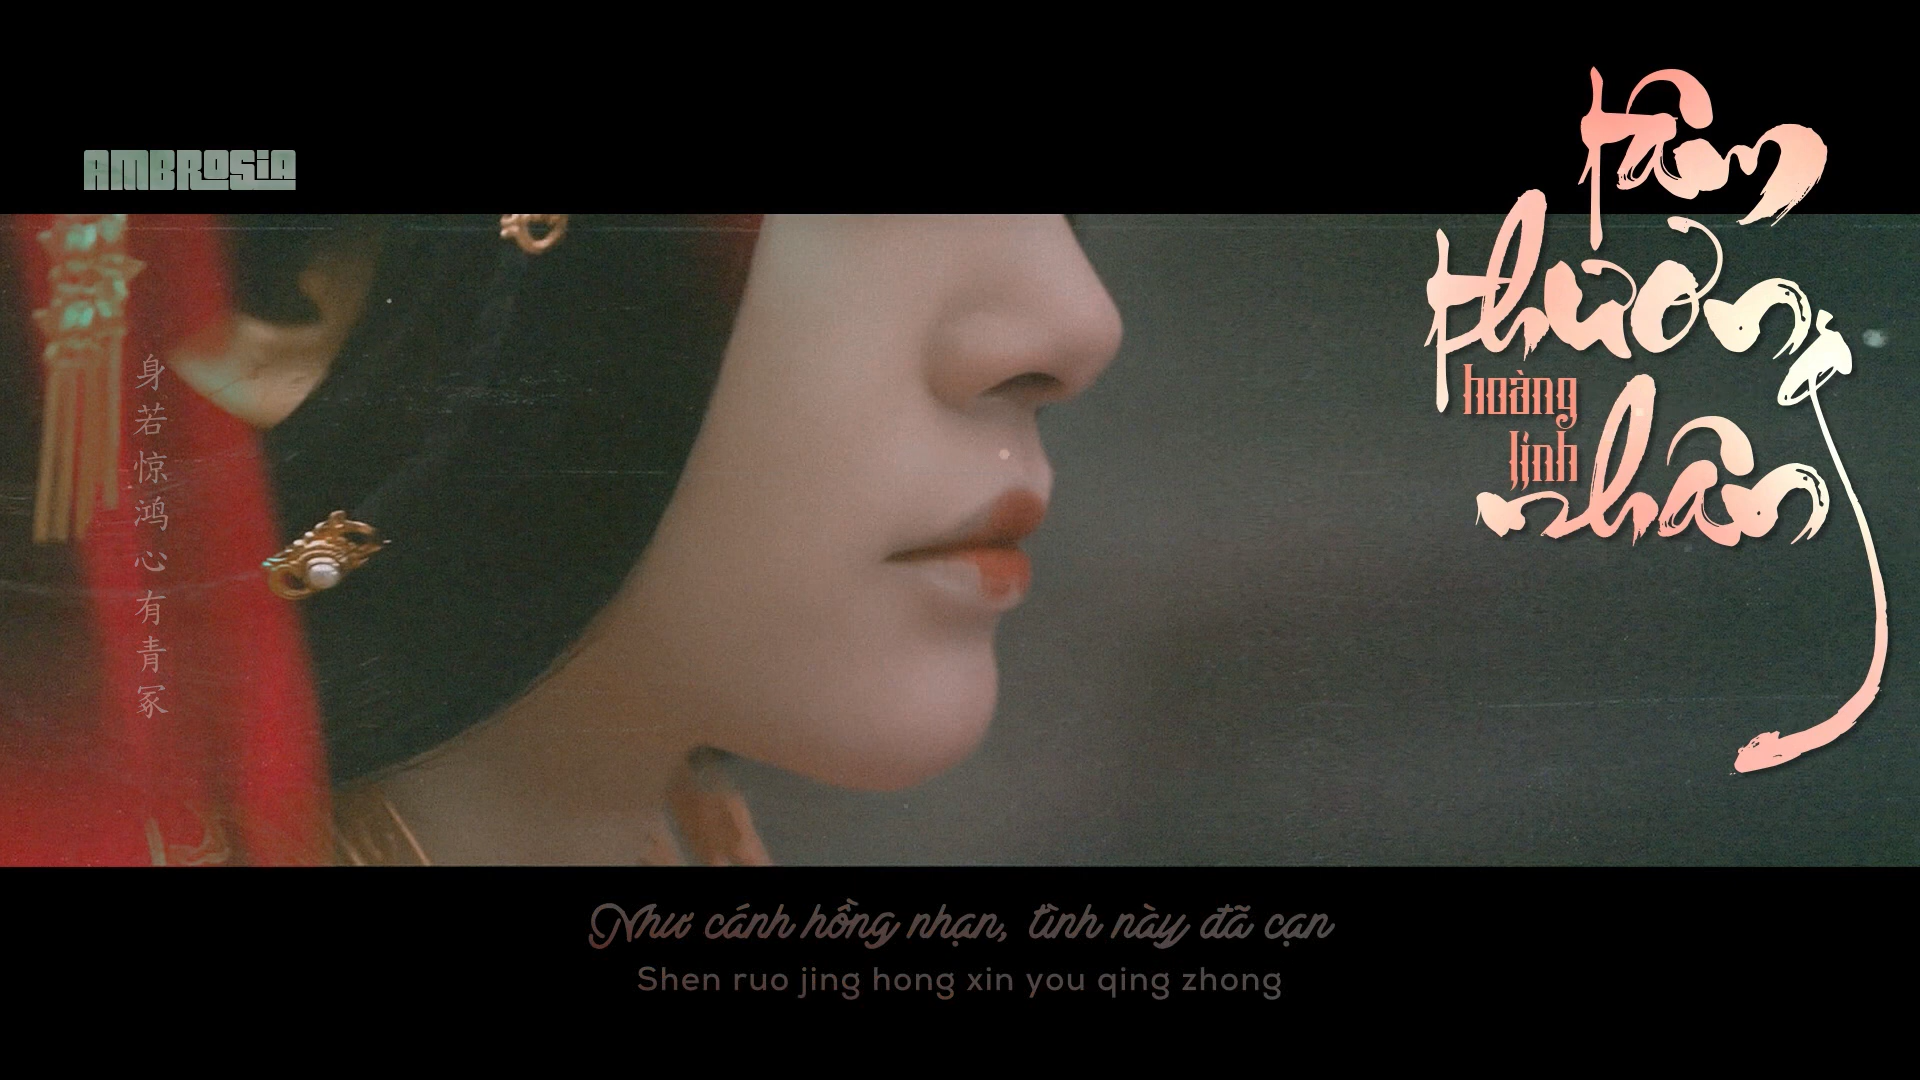 AMBROSIA
tâm
thượng
hoàng
linh
nhân
身若惊鸿心有青冢
Như cánh hồng nhạn, tình này đã cạn
Shen ruo jing hong xin you qing zhong